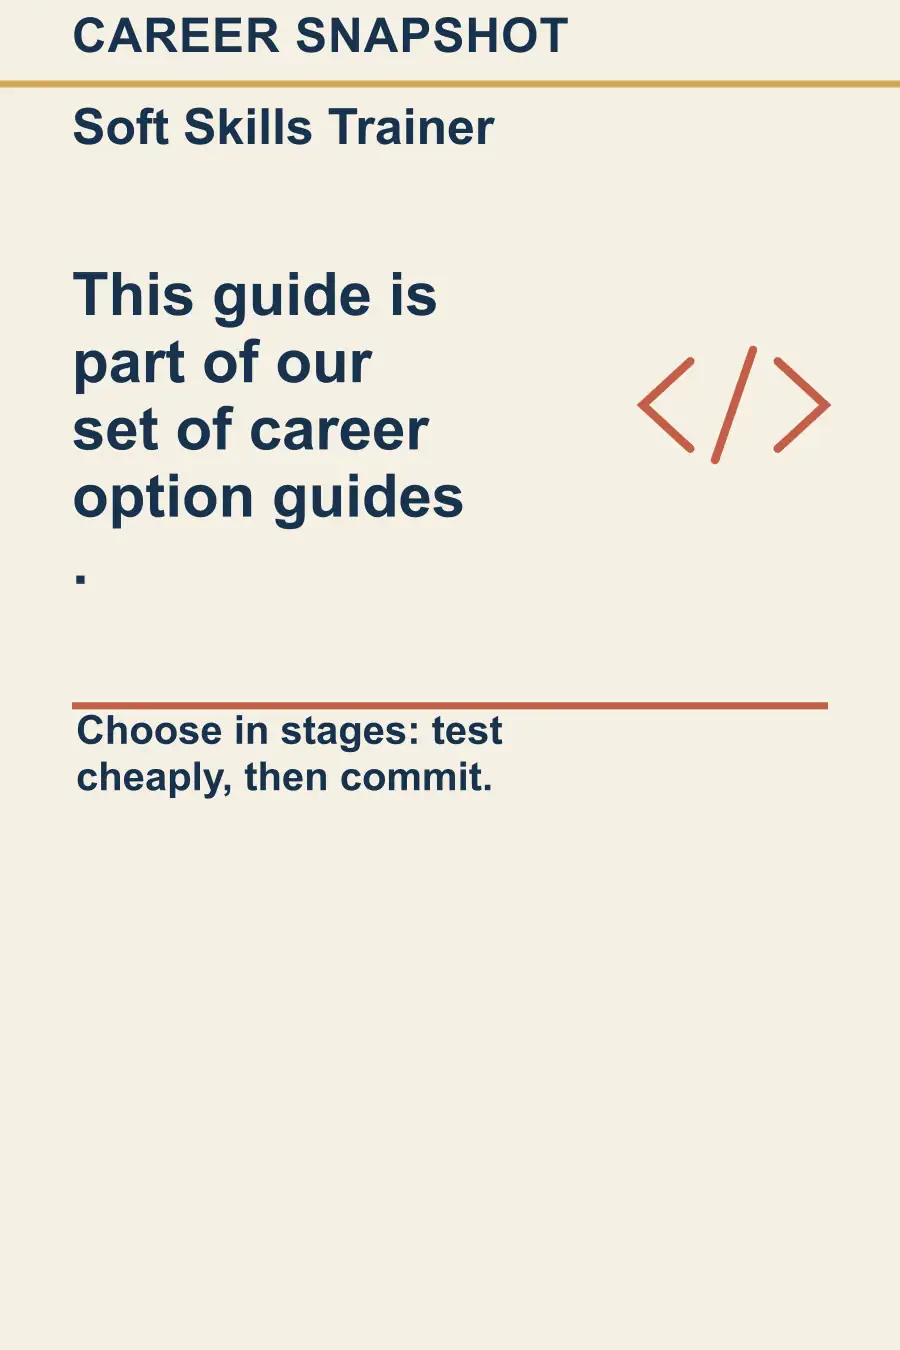 CAREER SNAPSHOT
Soft Skills Trainer
This guide is
part of our
set of career
option guides
.
</>
Choose in stages: test
cheaply, then commit.